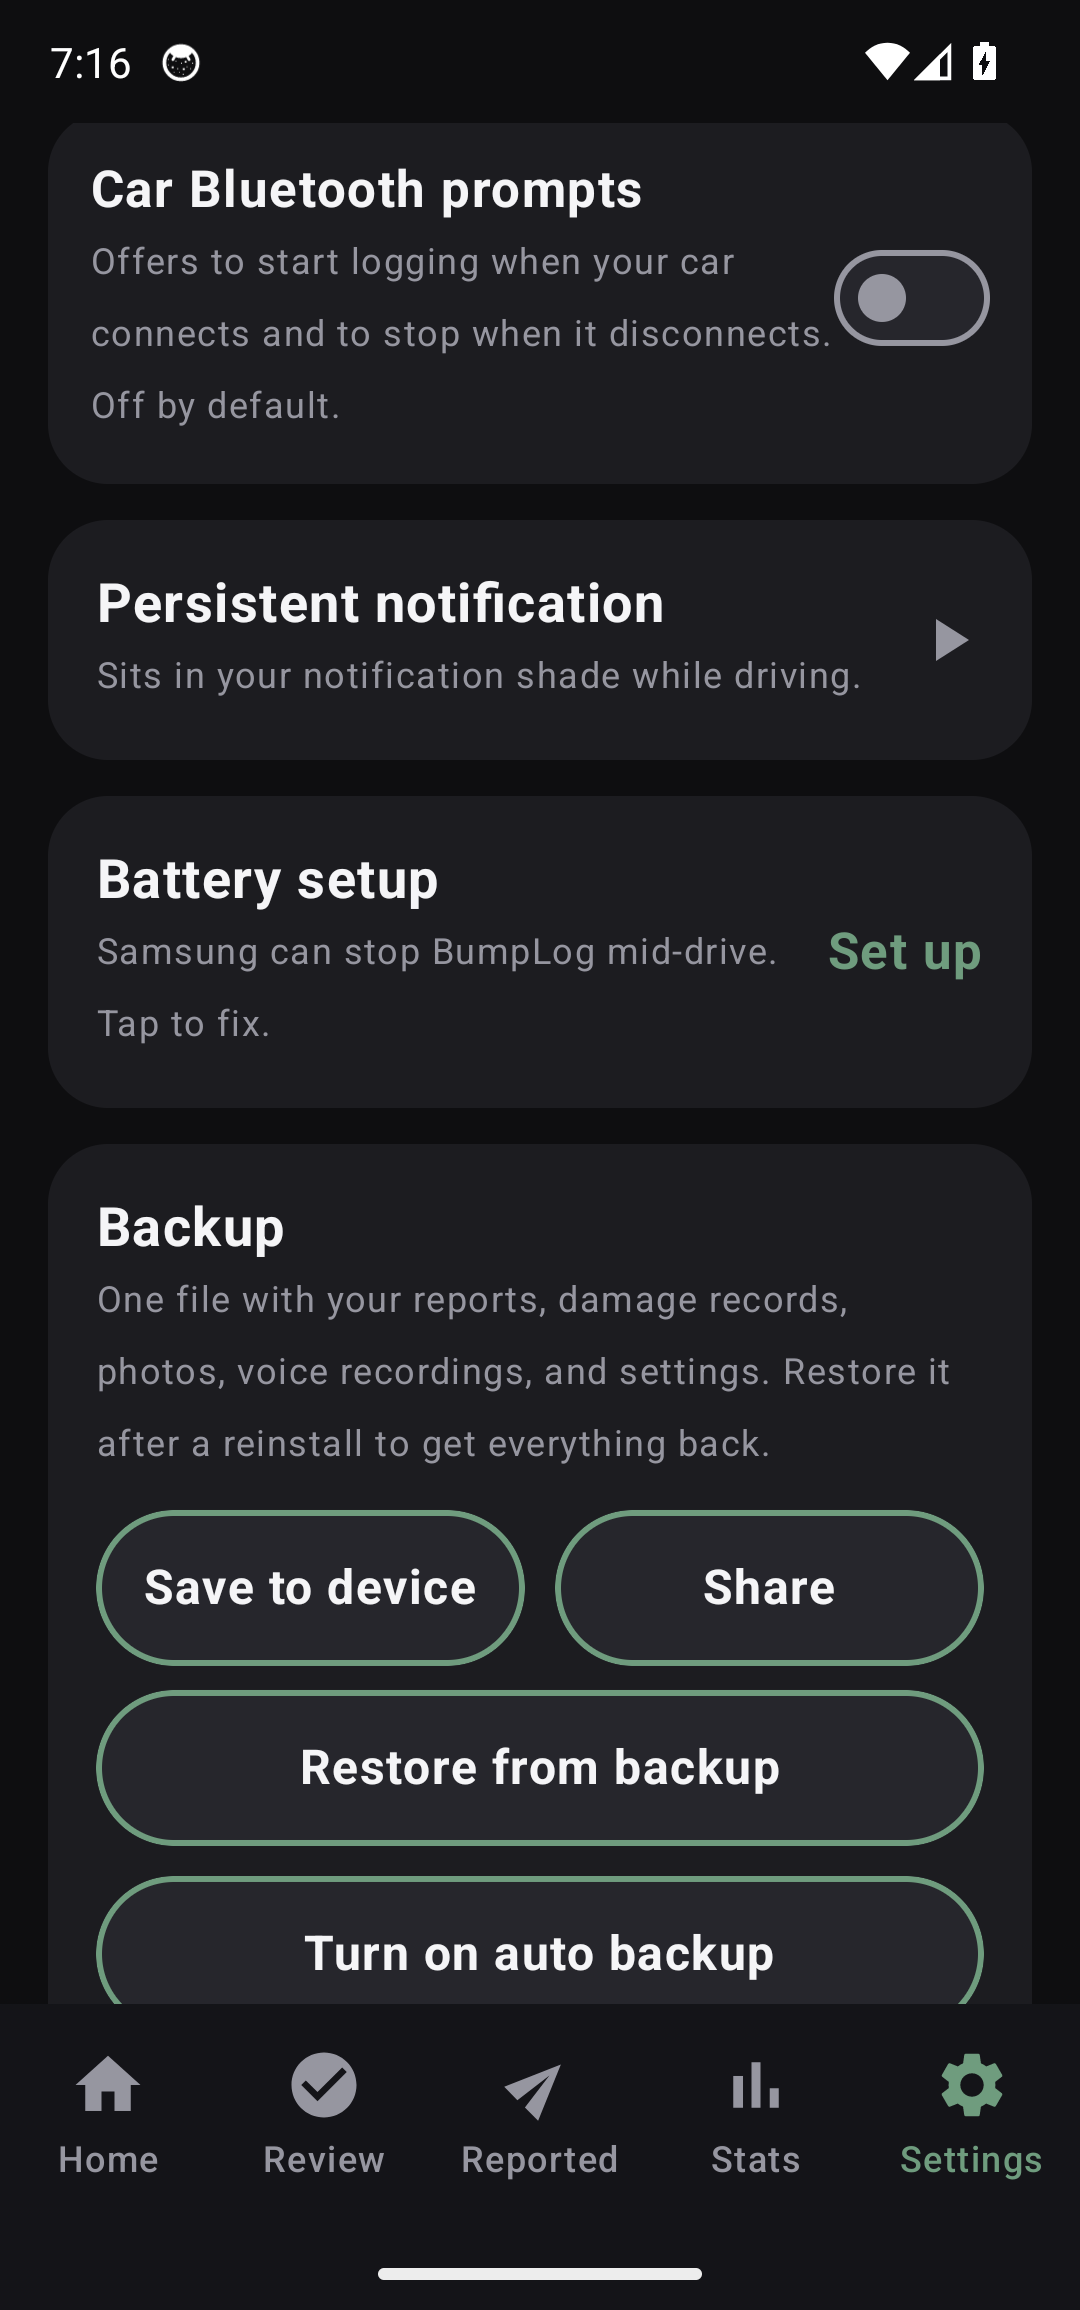 7:16
Car Bluetooth prompts
Offers to start logging when your car
connects and to stop when it disconnects.
Off by default.
Persistent notification
Sits in your notification shade while driving.
Battery setup
Samsung can stop BumpLog mid-drive.
Tap to fix.
Set up
Backup
One file with your reports, damage records,
photos, voice recordings, and settings. Restore it
after a reinstall to get everything back.
Save to device
Share
Restore from backup
Turn on auto backup
Home
Review
Reported
Stats
Settings